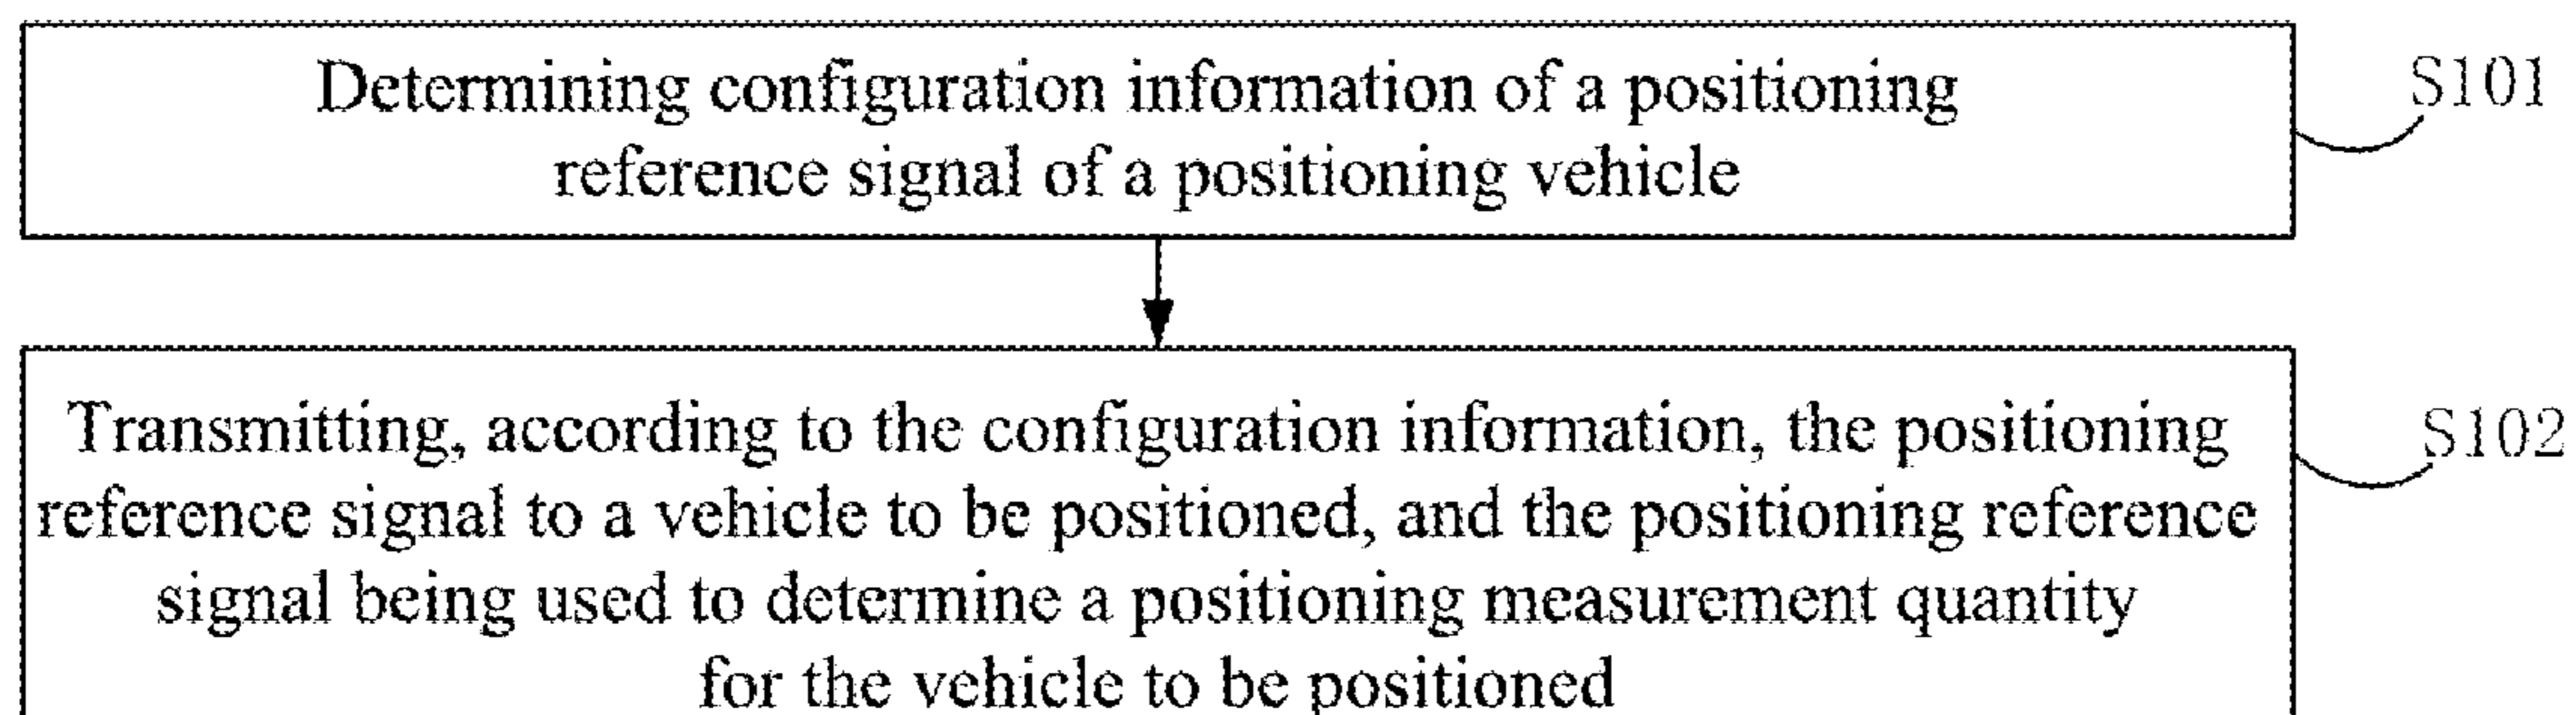 Determining configuration information of a positioning
reference signal of a positioning vehicle
S101
Transmitting, according to the configuration information, the positioning
reference signal to a vehicle to be positioned, and the positioning reference
signal being used to determine a positioning measurement quantity
for the vehicle to be positioned
S102